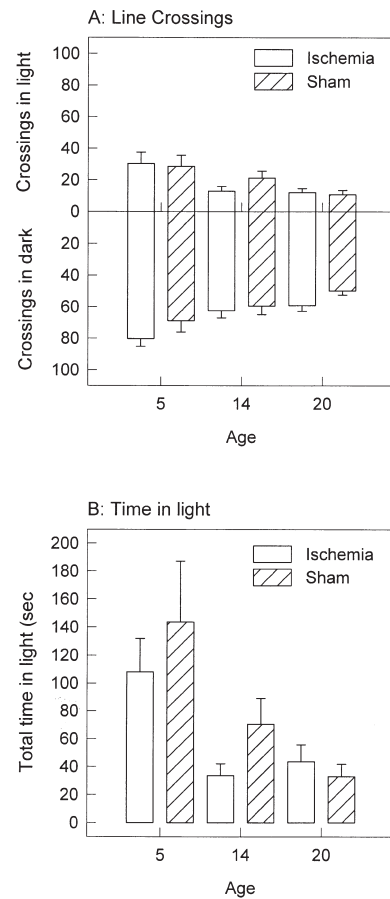 A: Line Crossings
Crossings in light
Crossings in dark
100
80
60
40
20
0
20
40
60
80
100
Ischemia
Sham
5 14 20
Age
B: Time in light
Total time in light (sec
200
180
160
140
120
100
80
60
40
20
0
Ischemia
Sham
5 14 20
Age